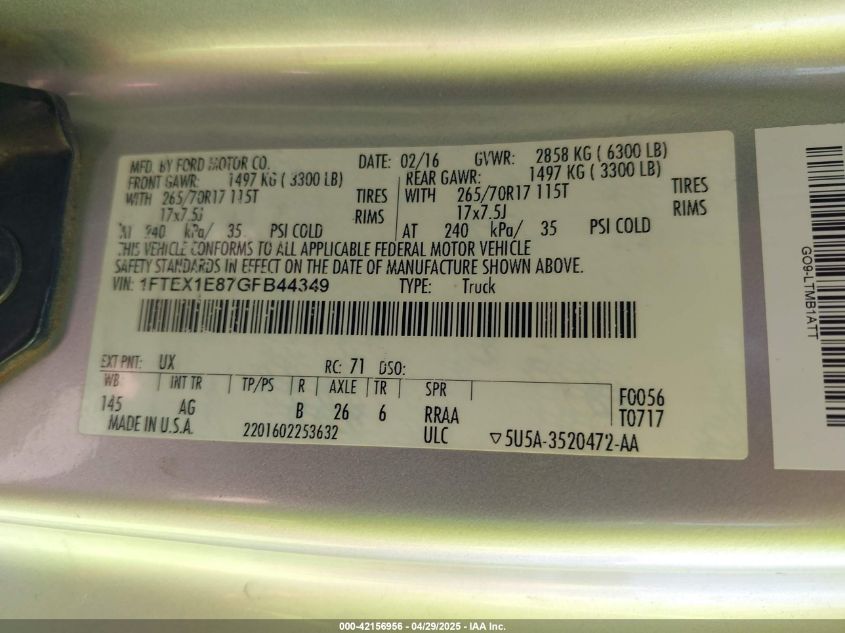 MFD. BY FORD MOTOR CO. DATE: 02/16 GVWR: 2858 KG ( 6300 LB)
FRONT GAWR: 1497 KG ( 3300 LB) REAR GAWR: 1497 KG ( 3300 LB)
WITH 265/70R17 115T TIRES WITH 265/70R17 115T TIRES
17x7.5J RIMS 17x7.5J RIMS
AT 240 kPa/ 35 PSI COLD AT 240 kPa/ 35 PSI COLD
THIS VEHICLE CONFORMS TO ALL APPLICABLE FEDERAL MOTOR VEHICLE
SAFETY STANDARDS IN EFFECT ON THE DATE OF MANUFACTURE SHOWN ABOVE.
VIN: 1FTEX1E87GFB44349 TYPE: Truck
EXT PNT: UX RC: 71 DSO:
WB INT TR TP/PS R AXLE TR SPR
145 AG B 26 6 RRAA F0056
ULC T0717
MADE IN U.S.A. 2201602253632 ▽5U5A-3520472-AA
GO9-LTMB1ATT
000-42156956 | 04/29/2025 - IAA Inc.